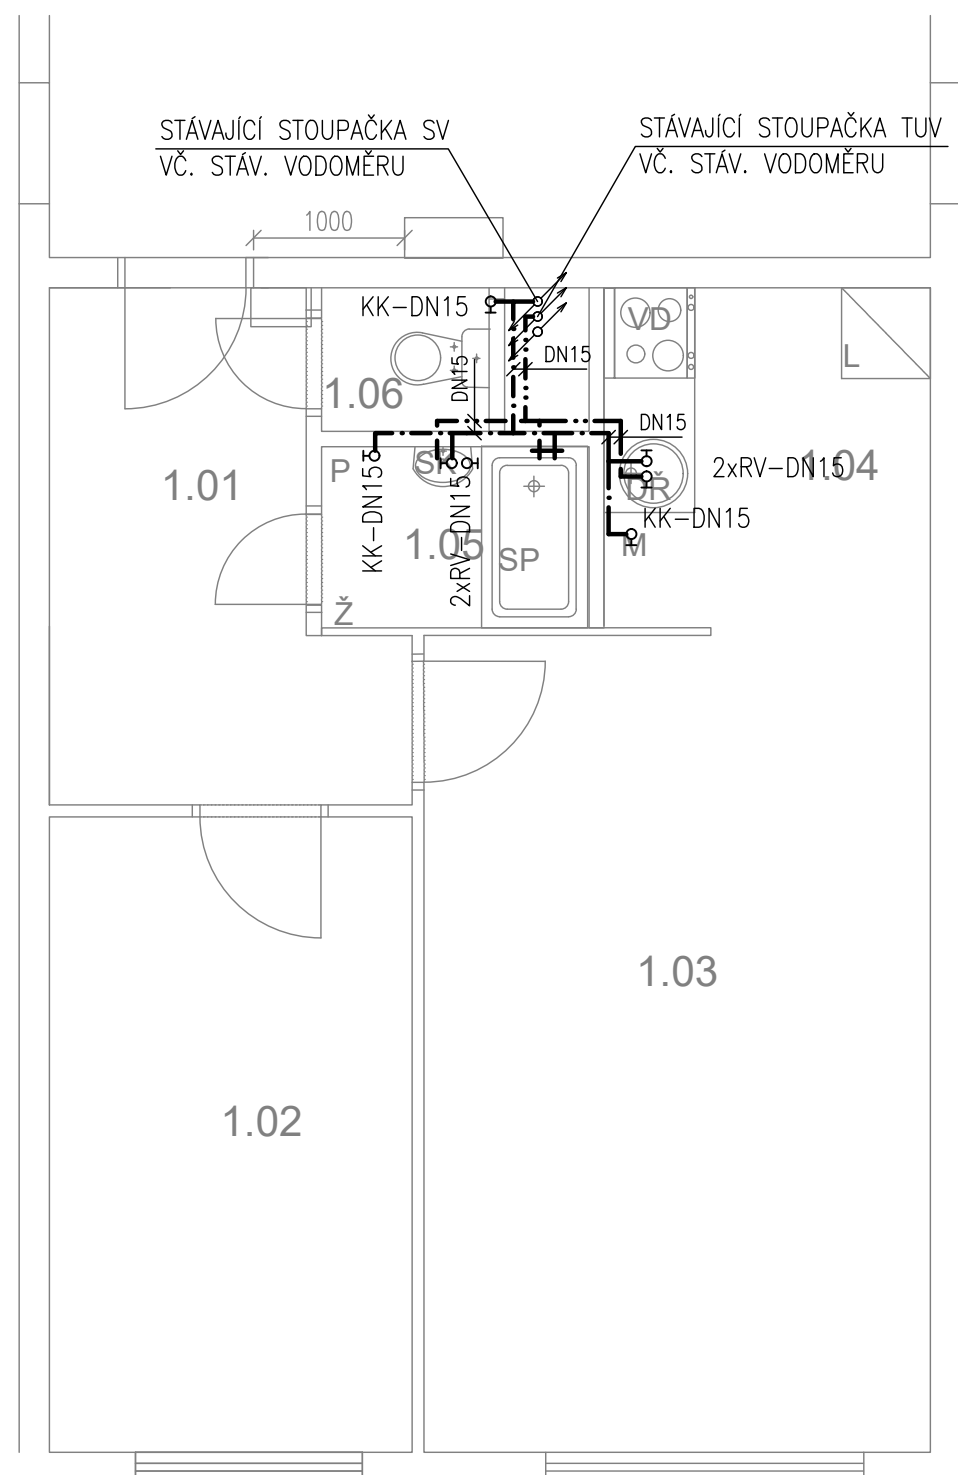 STÁVAJÍCÍ STOUPAČKA SV
VČ. STÁV. VODOMĚRU
STÁVAJÍCÍ STOUPAČKA TUV
VČ. STÁV. VODOMĚRU
1000
KK-DN15
VD
L
DN15
DN15
1.06
DN15
1.01
P
SK
2xRV-DN15
1.04
DŘ
KK-DN15
KK-DN15
2xRV-DN15
1.05
SP
M
Ž
1.03
1.02